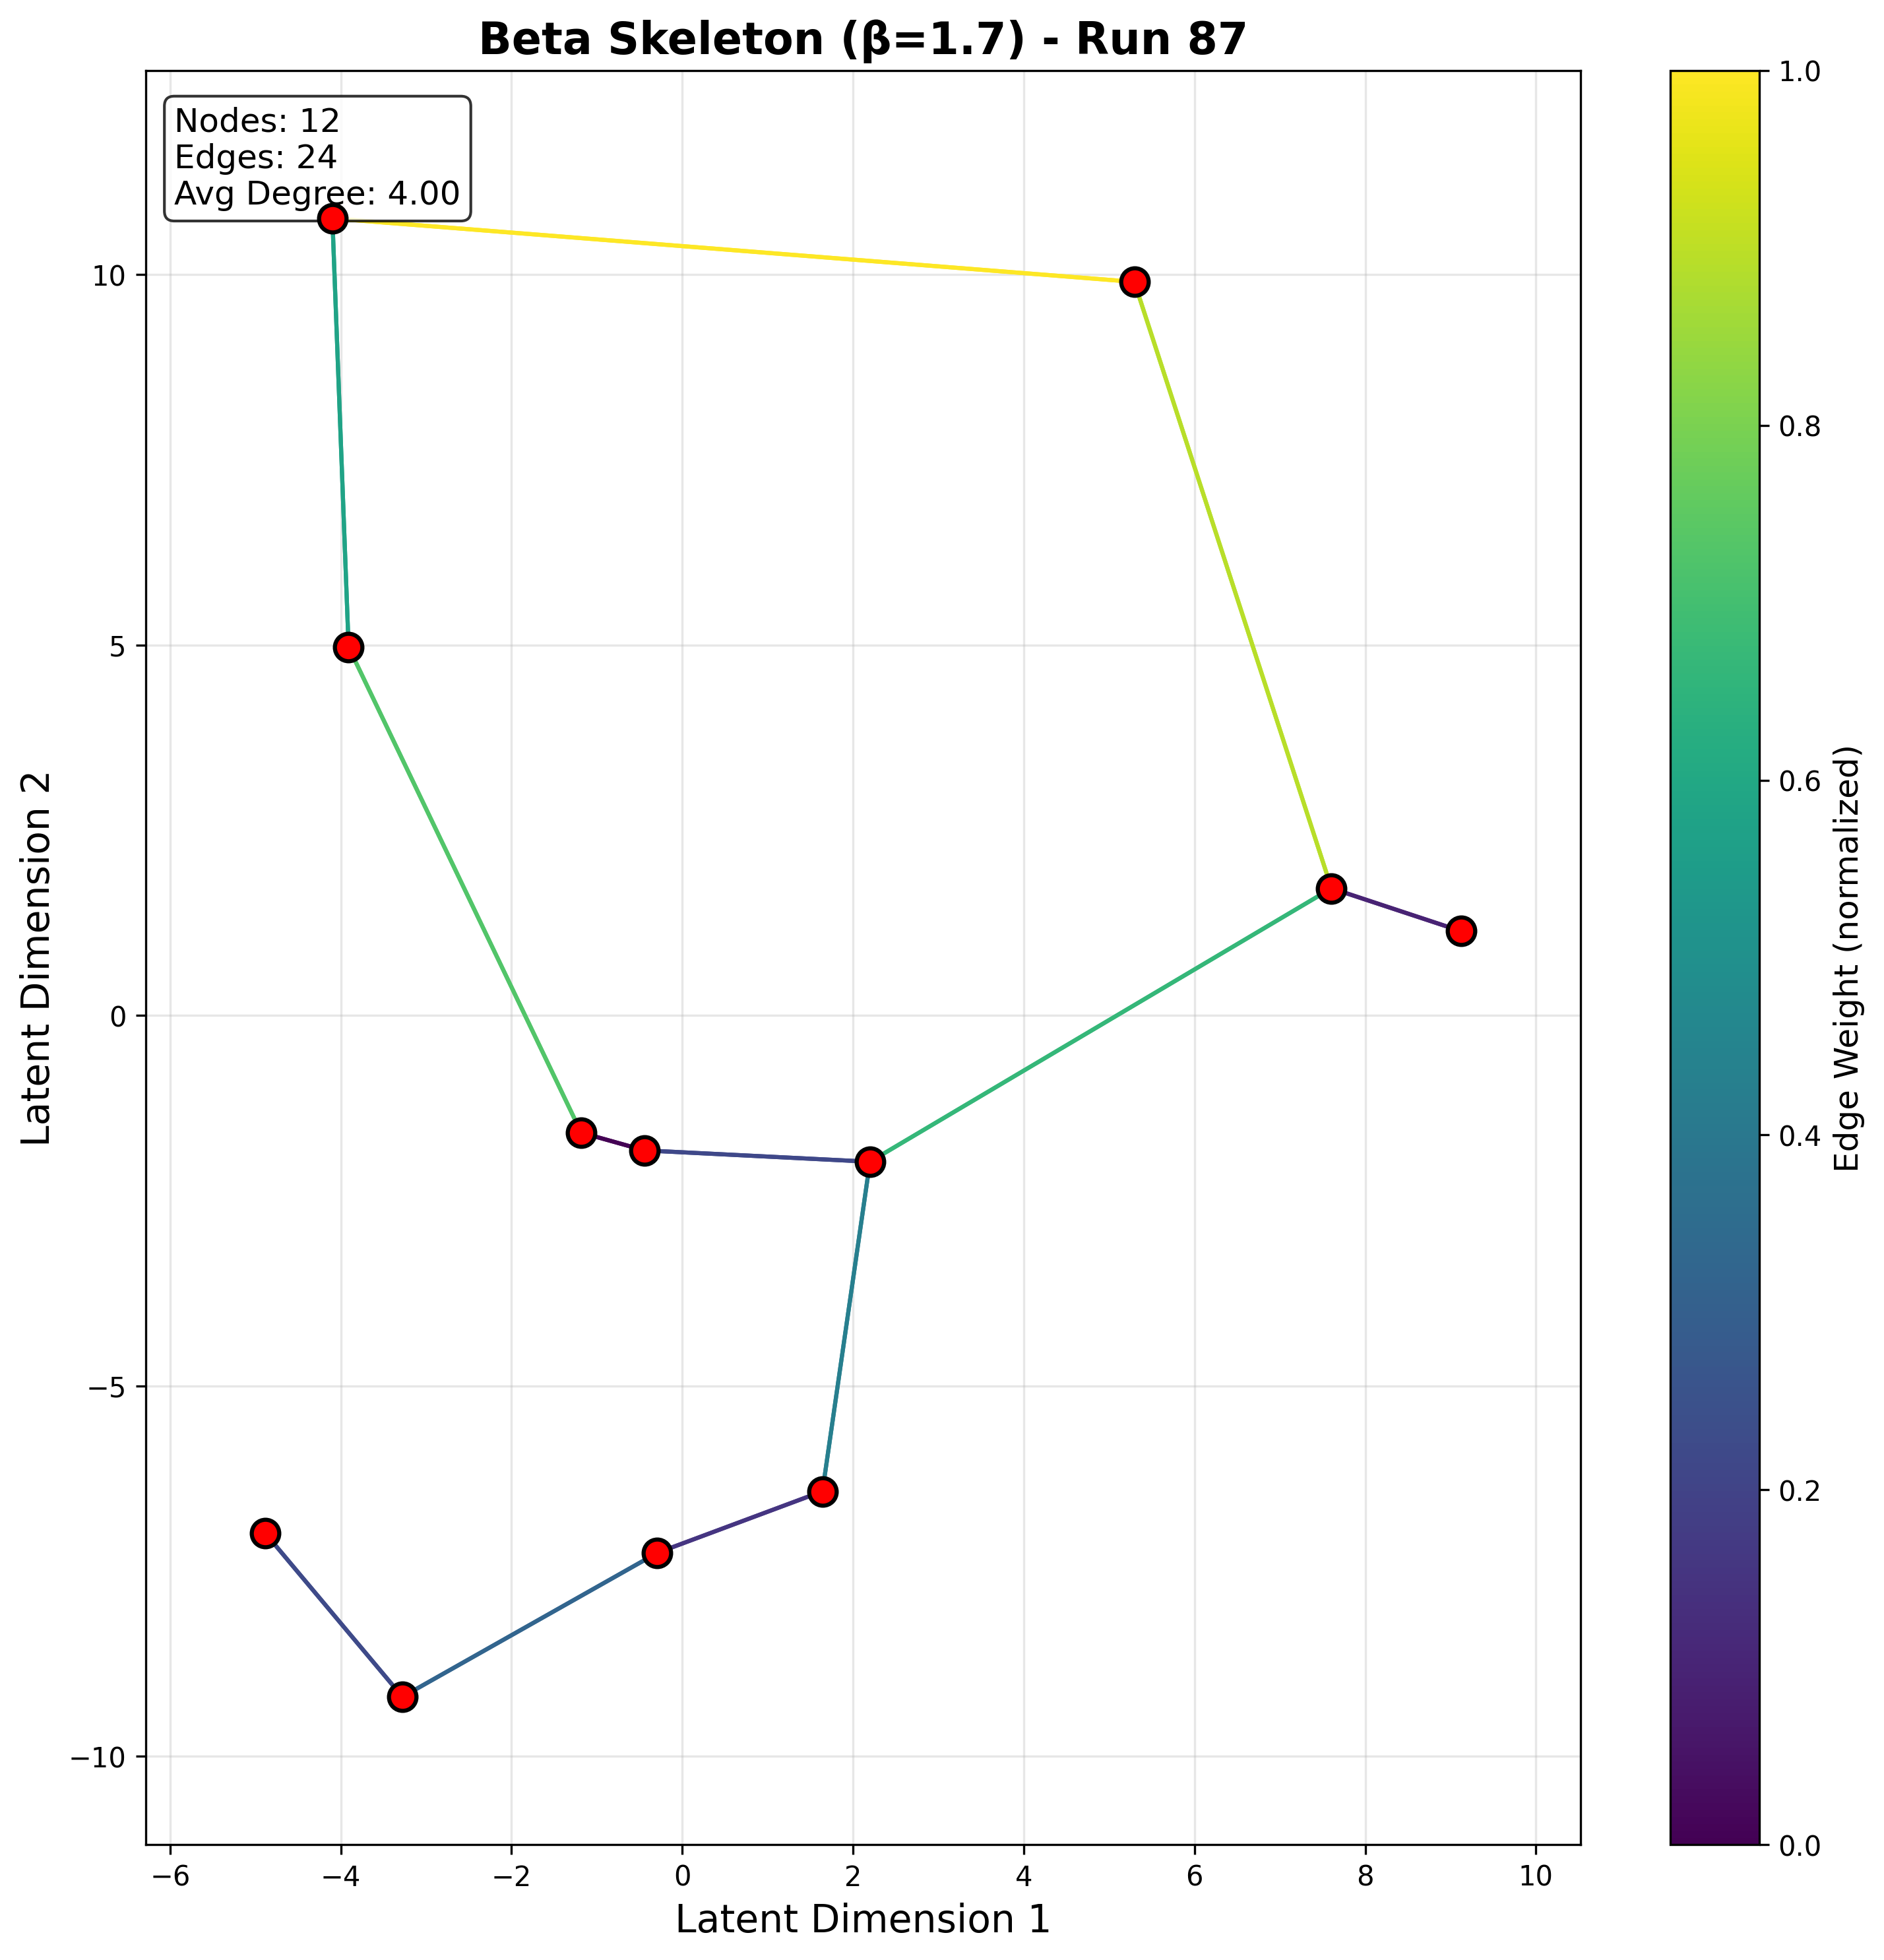 Beta Skeleton (β=1.7) - Run 87
Nodes: 12
Edges: 24
Avg Degree: 4.00
10
5
0
−5
−10
Latent Dimension 2
−6 −4 −2 0 2 4 6 8 10
Latent Dimension 1
1.0
0.8
0.6
0.4
0.2
0.0
Edge Weight (normalized)